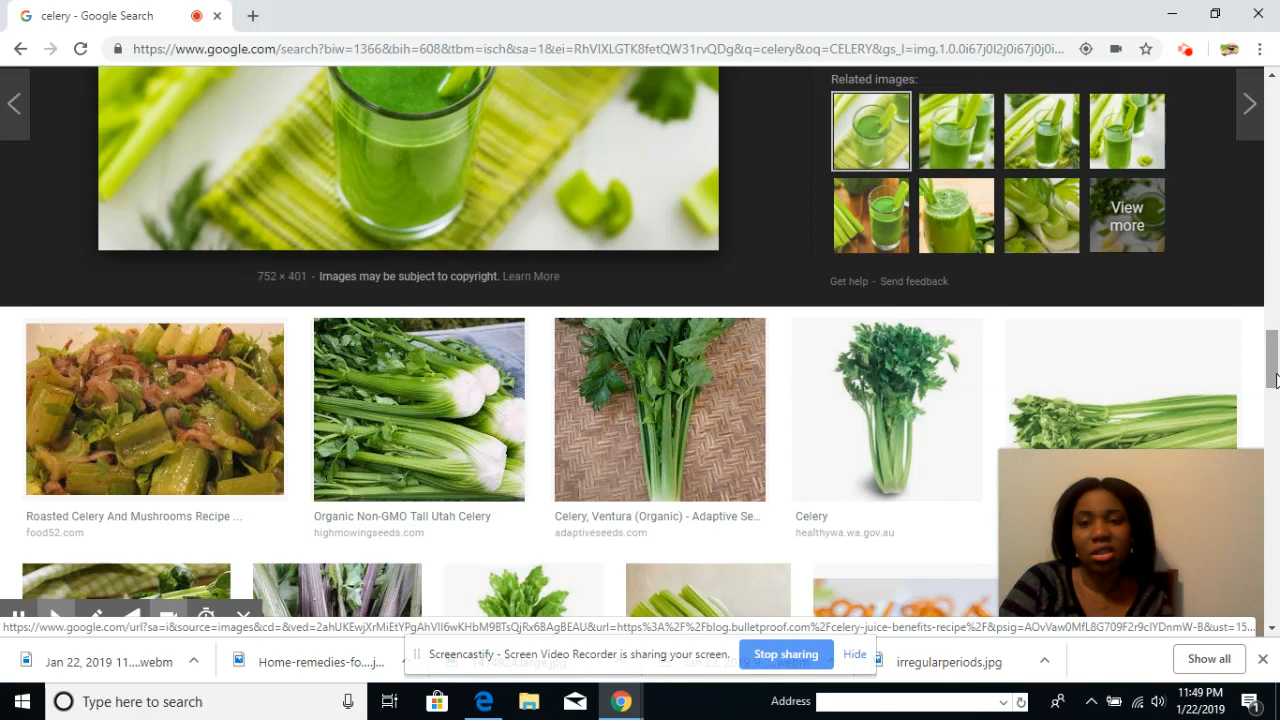 celery - Google Search
https://www.google.com/search?biw=1366&bih=608&tbm=isch&sa=1&ei=RhVIXLGTK8fetQW31rvQDg&q=celery&oq=CELERY&gs_l=img.1.0.0i67j0l2j0i67j0l0j...
Related images:
View
more
752 × 401 - Images may be subject to copyright. Learn More
Get help - Send feedback
Roasted Celery And Mushrooms Recipe ...
food52.com
Organic Non-GMO Tall Utah Celery
highmowingseeds.com
Celery, Ventura (Organic) - Adaptive Se...
adaptiveseeds.com
Celery
healthywa.wa.gov.au
https://www.google.com/url?sa=i&source=images&cd=&ved=2ahUKEwjXrMiEtYPgAhVII6wKHbM9BTsQjRx6BAgBEAU&url=https%3A%2F%2Fblog.bulletproof.com%2Fcelery-juice-benefits-recipe%2F&psig=AOvVaw0MfL8G709F2r9cIYDnmW-B&ust=15...
Jan 22, 2019 11....webm
Home-remedies-fo....j...
Screencastify - Screen Video Recorder is sharing your screen.
Stop sharing
Hide
irregularperiods.jpg
Show all
Type here to search
Address
11:49 PM
1/22/2019
1